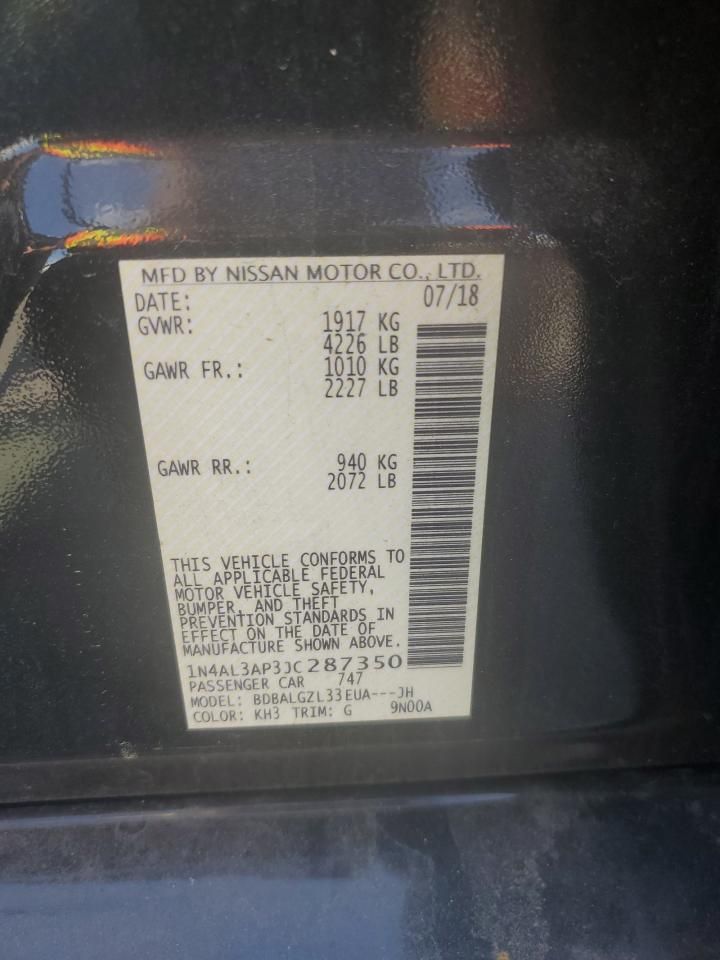 MFD BY NISSAN MOTOR CO., LTD.
DATE: 07/18
GVWR: 1917 KG
4226 LB
GAWR FR.: 1010 KG
2227 LB
GAWR RR.: 940 KG
2072 LB
THIS VEHICLE CONFORMS TO
ALL APPLICABLE FEDERAL
MOTOR VEHICLE SAFETY,
BUMPER, AND THEFT
PREVENTION STANDARDS IN
EFFECT ON THE DATE OF
MANUFACTURE SHOWN ABOVE.
1N4AL3AP3JC287350
PASSENGER CAR 747
MODEL: BDBALGZL33EUA---JH
COLOR: KH3 TRIM: G 9N00A